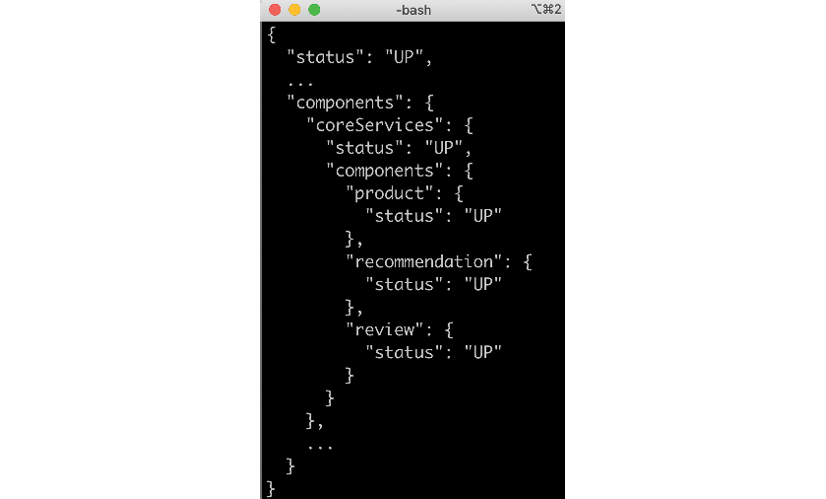 -bash
⌥⌘2
{
  "status": "UP",
  ...
  "components": {
    "coreServices": {
      "status": "UP",
      "components": {
        "product": {
          "status": "UP"
        },
        "recommendation": {
          "status": "UP"
        },
        "review": {
          "status": "UP"
        }
      }
    },
    ...
  }
}